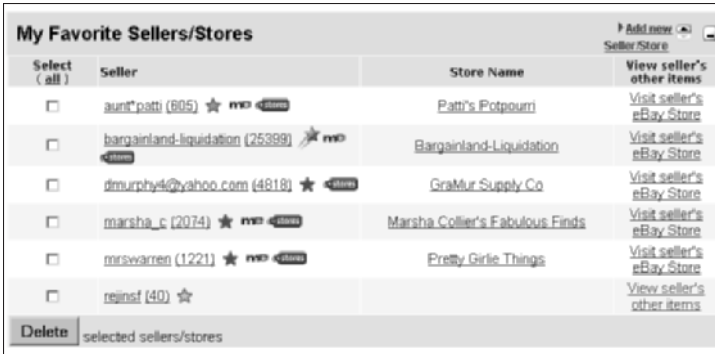 My Favorite Sellers/Stores
Add new
Seller/Store
Select
( all )
Seller
Store Name
View seller's
other items
aunt*patti (605) me stores
Patti's Potpourri
Visit seller's
eBay Store
bargainland-liquidation (25399) me
stores
Bargainland-Liquidation
Visit seller's
eBay Store
dmurphy4@yahoo.com (4818) stores
GraMur Supply Co
Visit seller's
eBay Store
marsha_c (2074) me stores
Marsha Collier's Fabulous Finds
Visit seller's
eBay Store
mrswarren (1221) me stores
Pretty Girlie Things
Visit seller's
eBay Store
rejinsf (40)
View seller's
other items
Delete selected sellers/stores